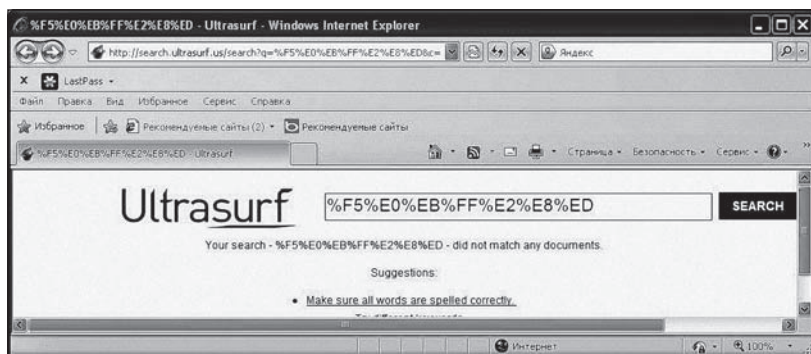 %F5%E0%EB%FF%E2%E8%ED - Ultrasurf - Windows Internet Explorer
http://search.ultrasurf.us/search?q=%F5%E0%EB%FF%E2%E8%ED&c= Яндекс
x LastPass
Файл Правка Вид Избранное Сервис Справка
Избранное Рекомендуемые сайты (2) Рекомендуемые сайты
%F5%E0%EB%FF%E2%E8%ED - Ultrasurf Страница Безопасность Сервис
Ultrasurf %F5%E0%EB%FF%E2%E8%ED SEARCH
Your search - %F5%E0%EB%FF%E2%E8%ED - did not match any documents.
Suggestions:
• Make sure all words are spelled correctly.
Интернет 100%